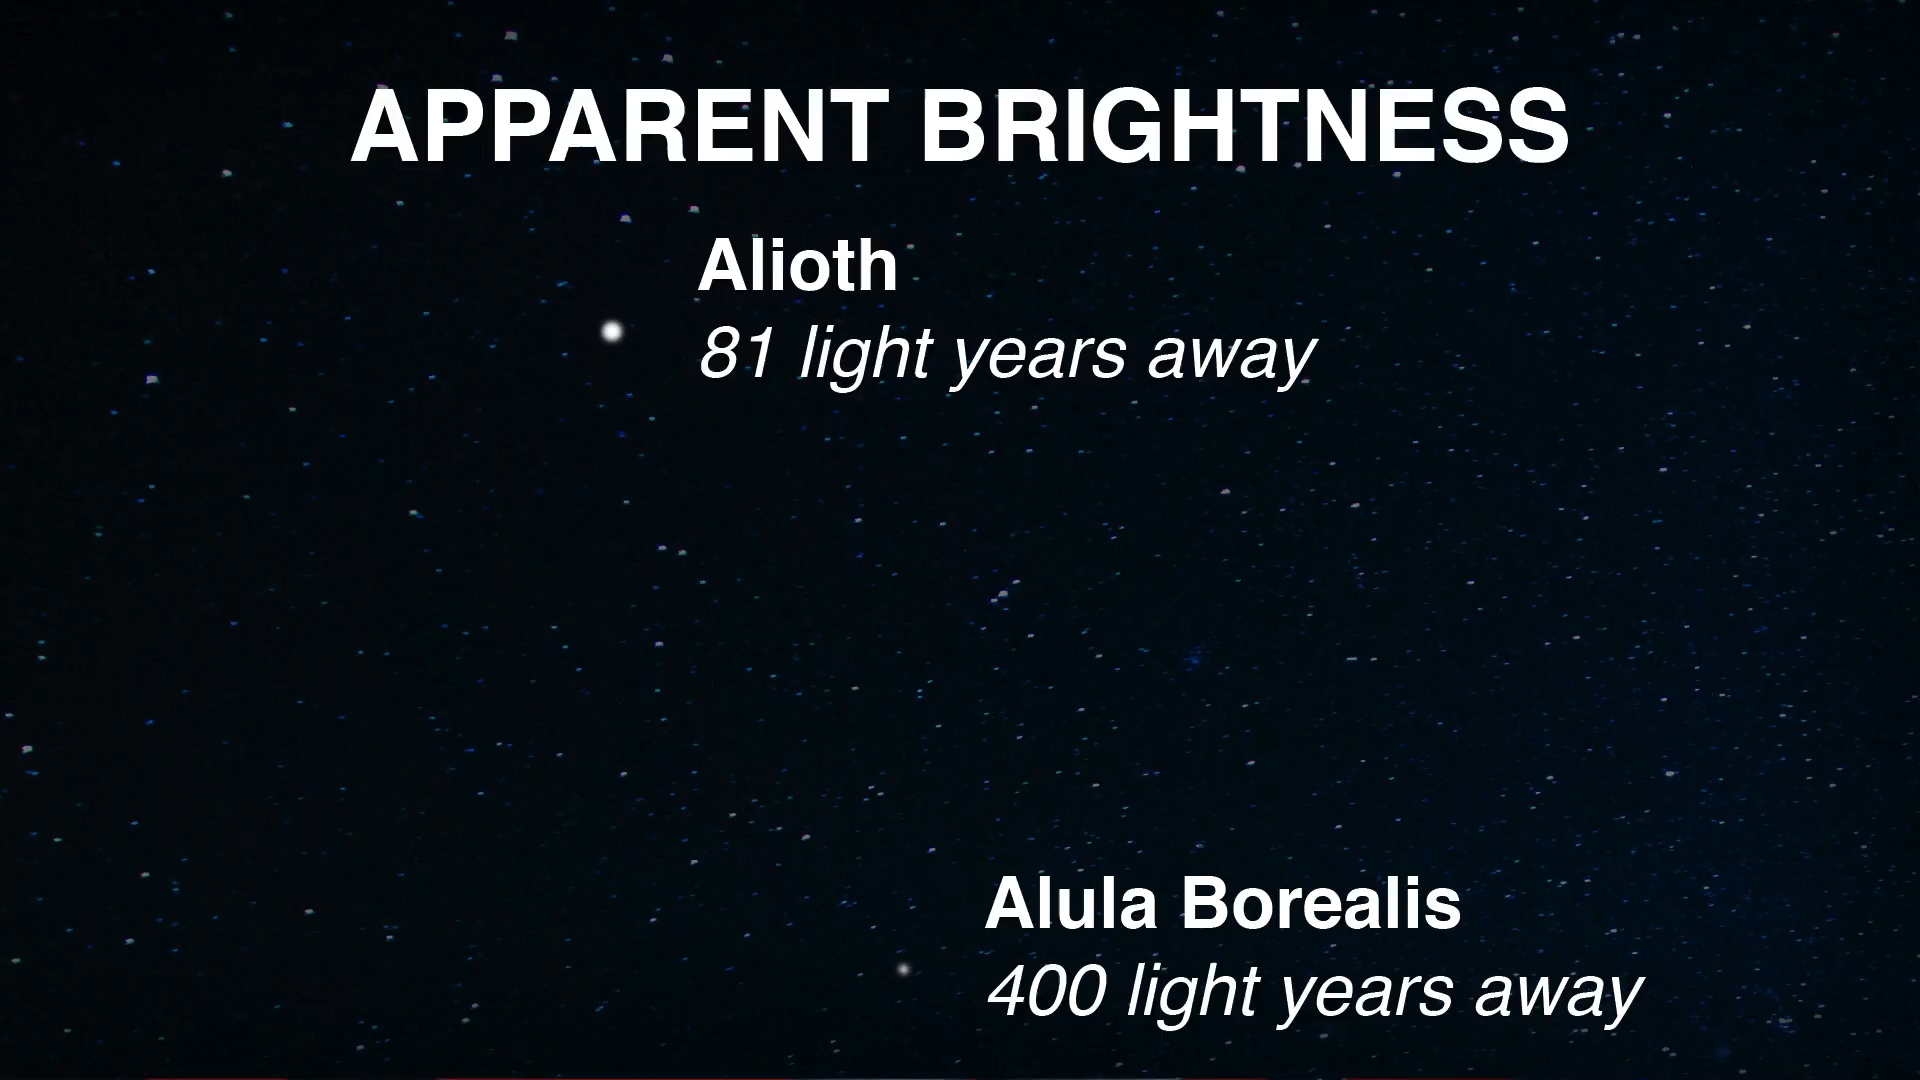 APPARENT BRIGHTNESS
Alioth
81 light years away
Alula Borealis
400 light years away